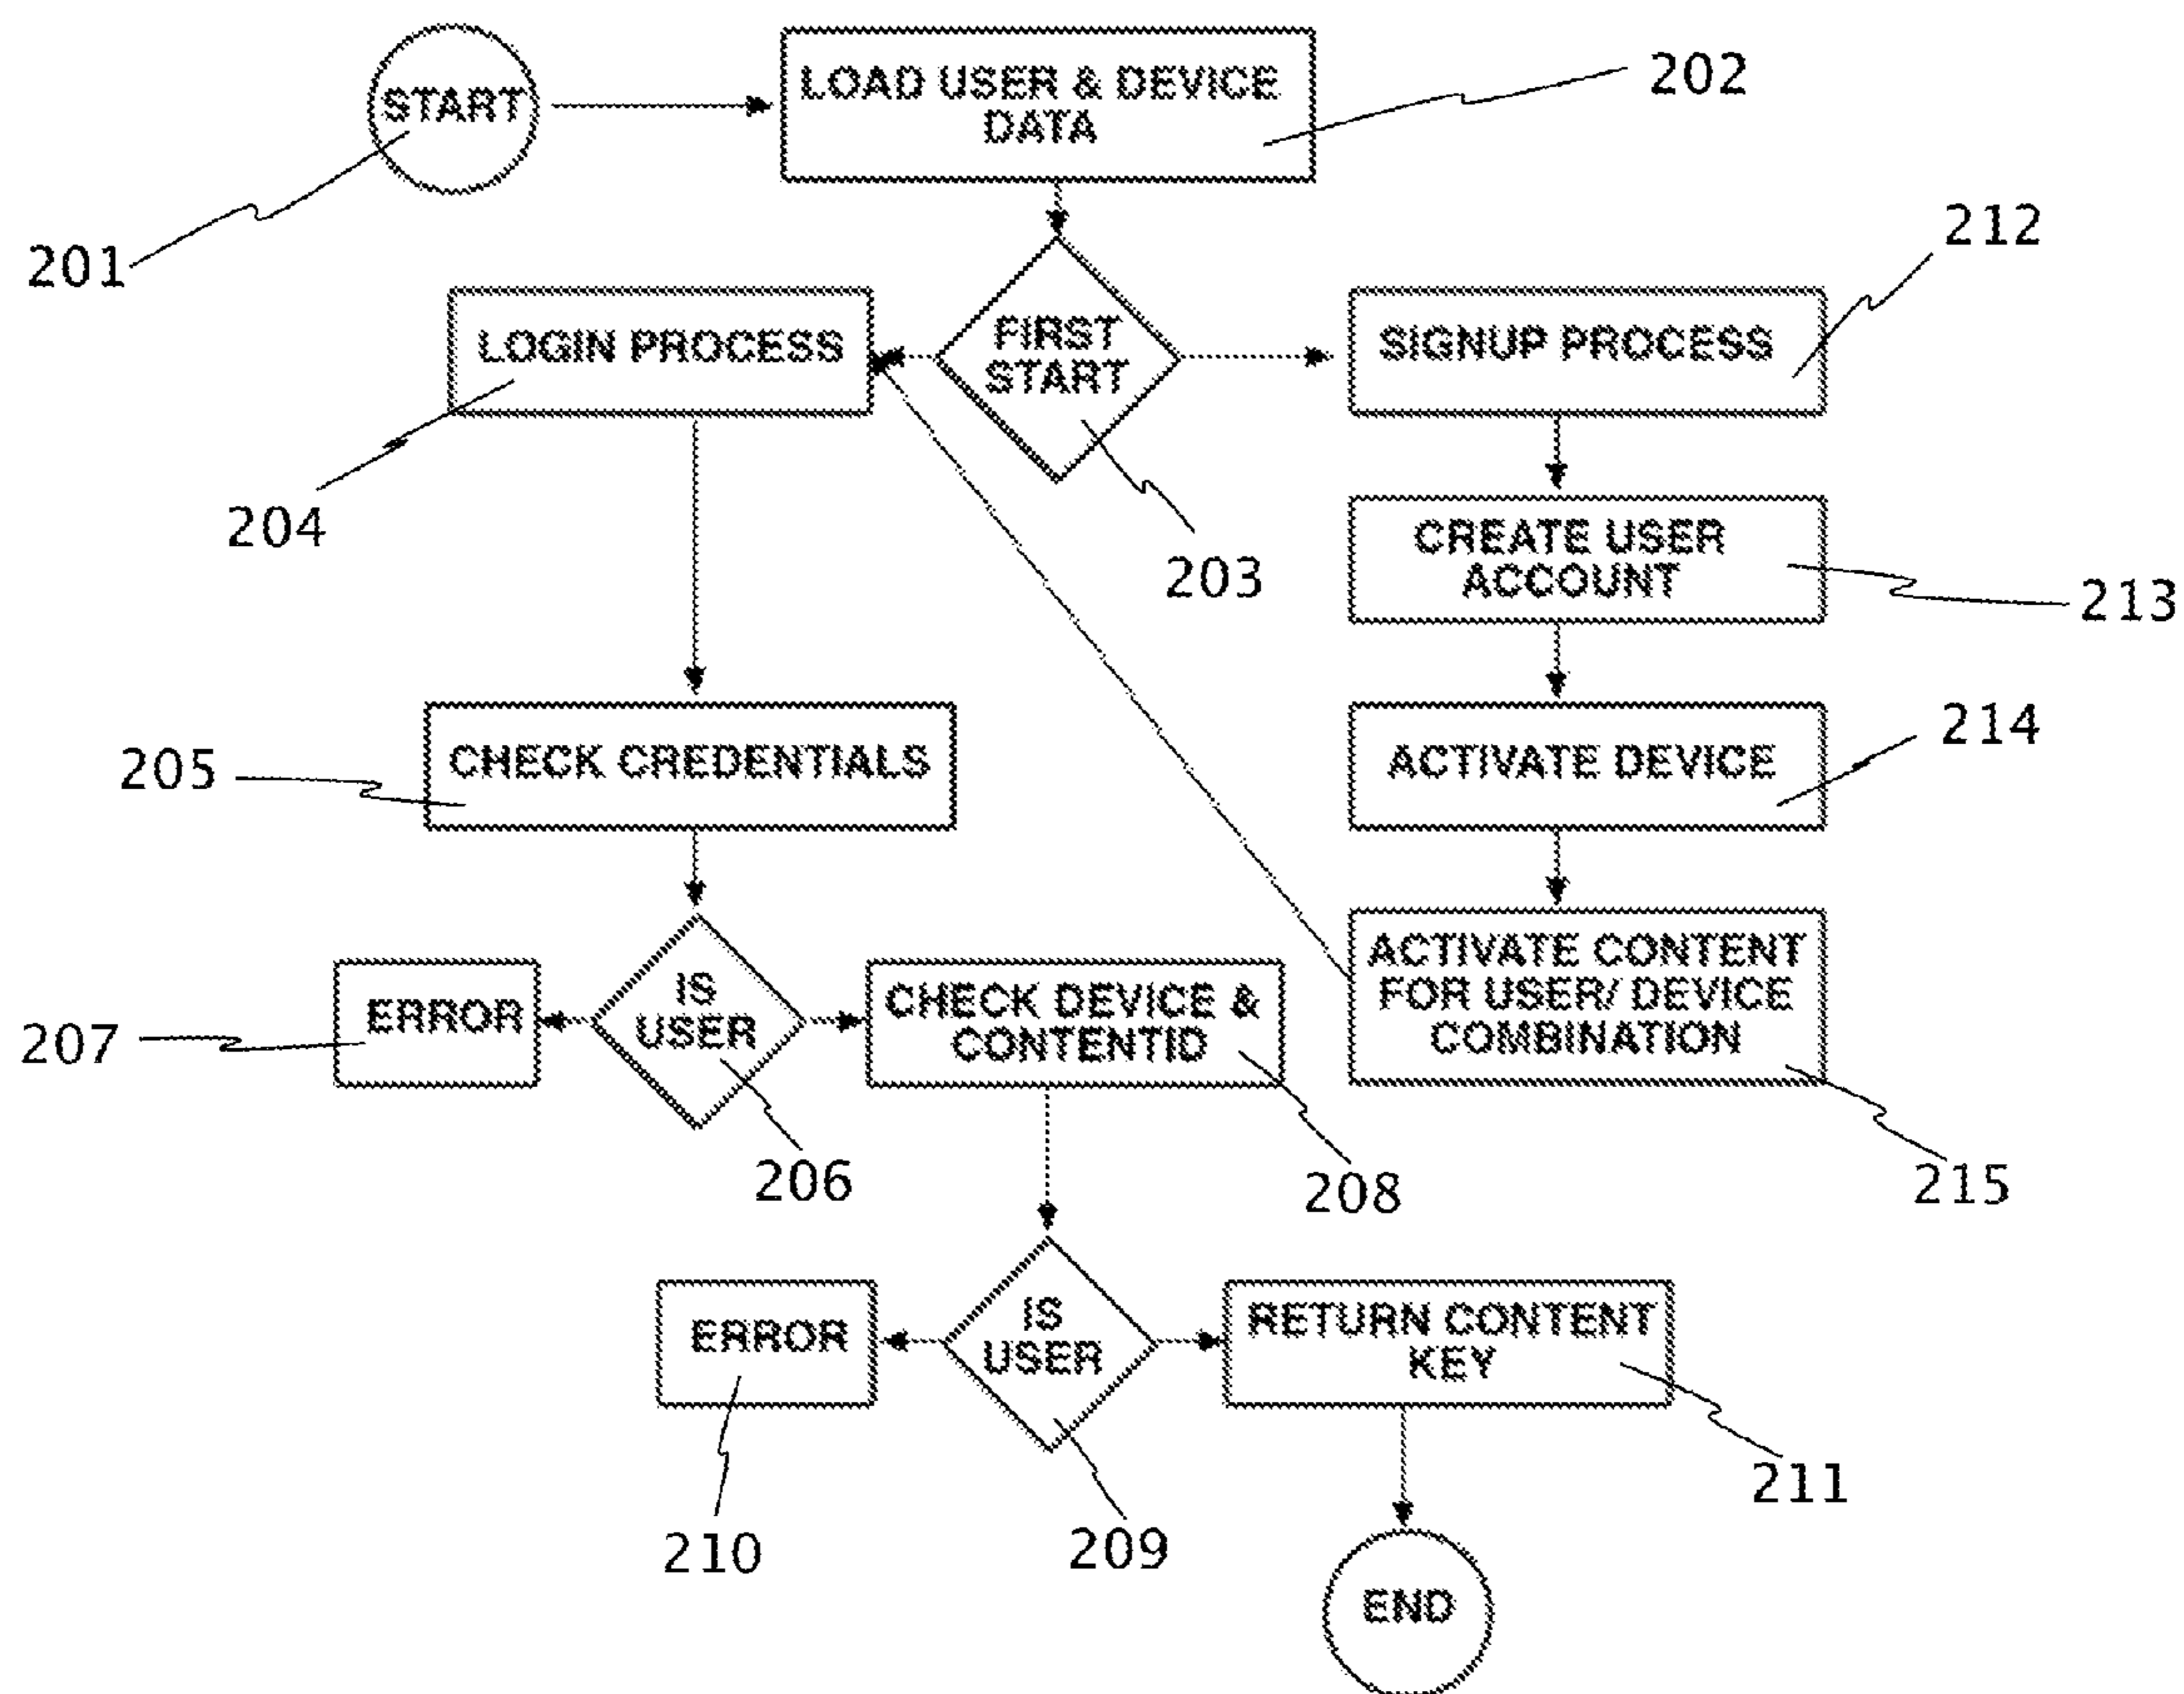 START
LOAD USER & DEVICE
DATA
202
201
212
LOGIN PROCESS
FIRST
START
SIGNUP PROCESS
204
203
CREATE USER
ACCOUNT
213
205
CHECK CREDENTIALS
ACTIVATE DEVICE
214
207
ERROR
IS
USER
CHECK DEVICE &
CONTENTID
ACTIVATE CONTENT
FOR USER/ DEVICE
COMBINATION
206
208
215
ERROR
IS
USER
RETURN CONTENT
KEY
210
209
211
END